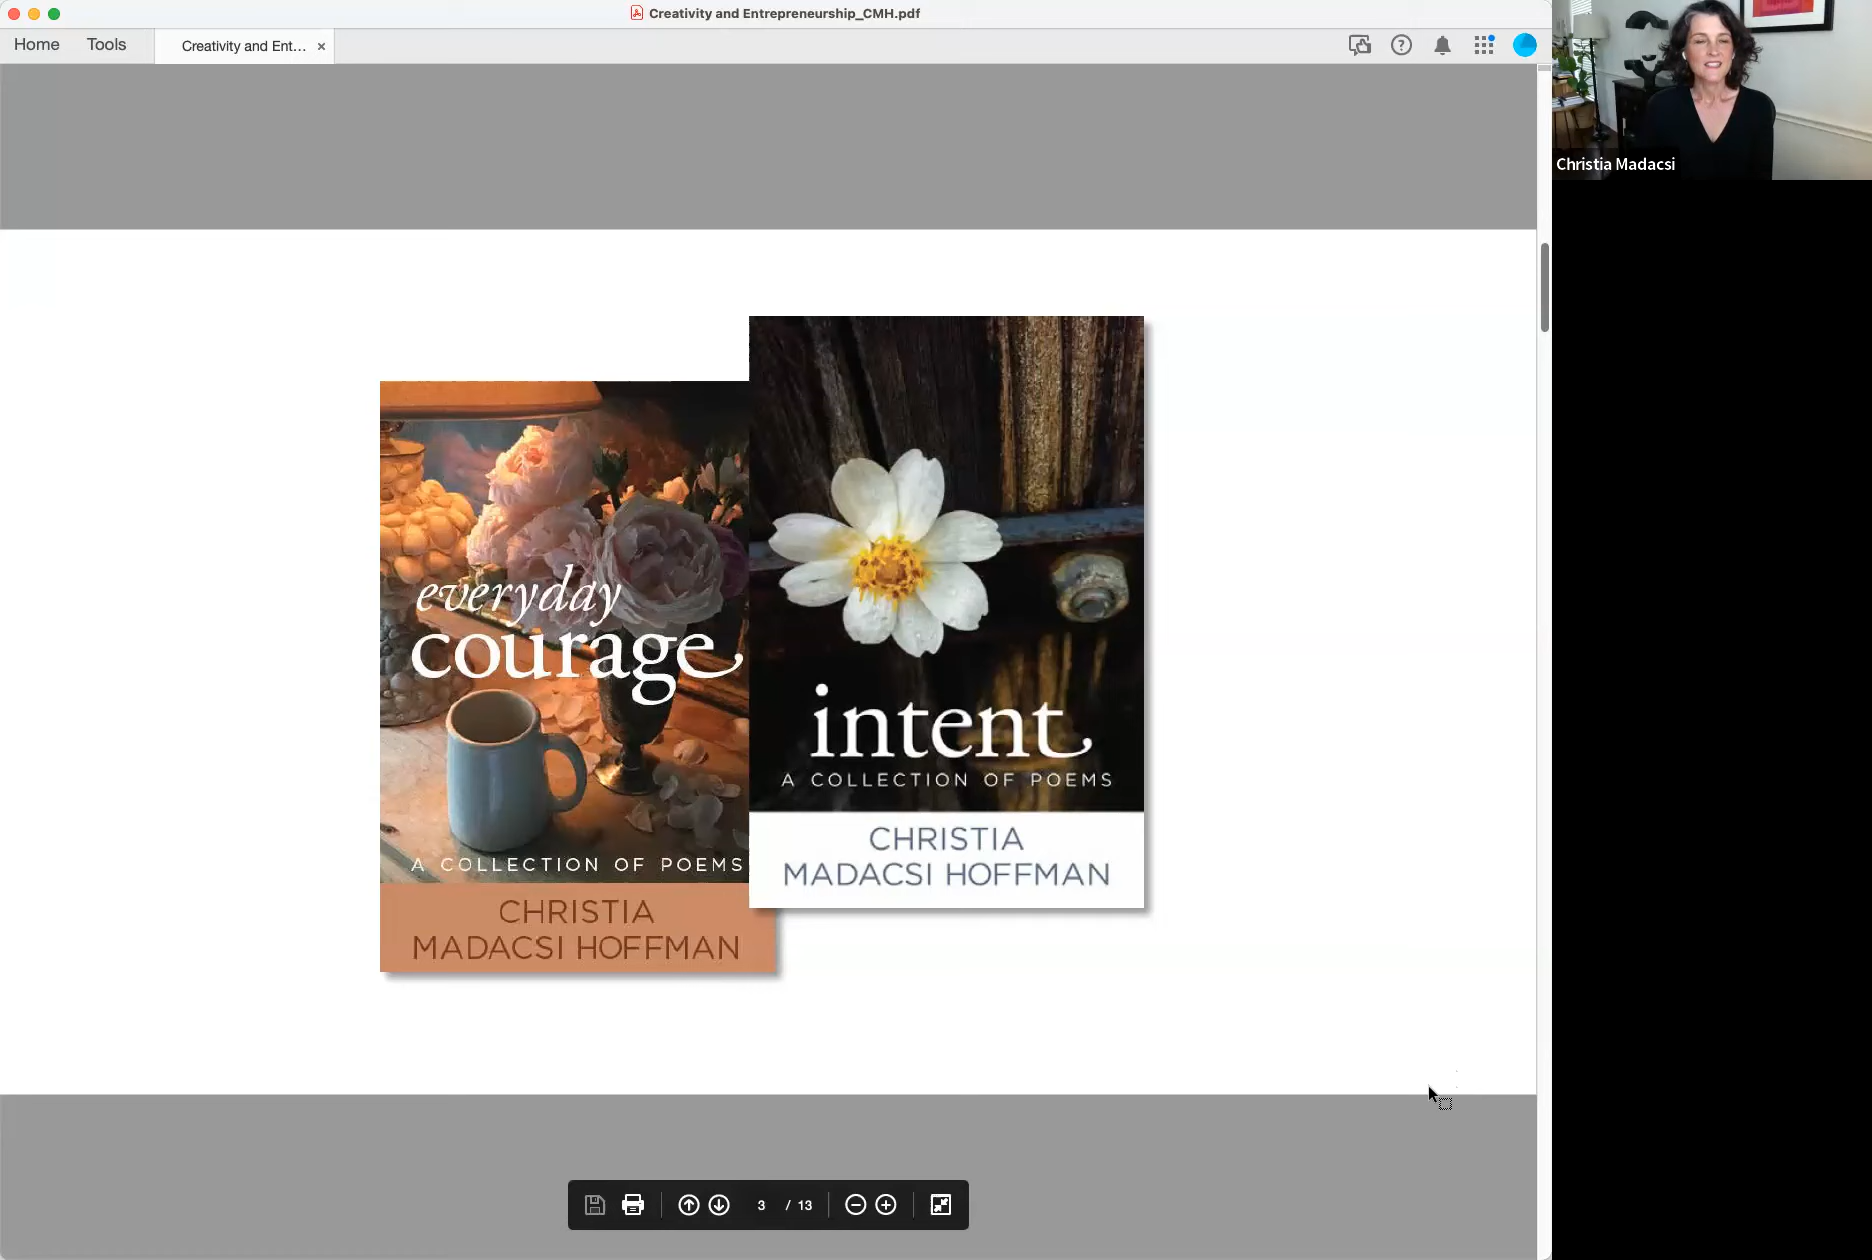 Creativity and Entrepreneurship_CMH.pdf
Home
Tools
Creativity and Ent...
Christia Madacsi
everyday
courage
A COLLECTION OF POEMS
CHRISTIA
MADACSI HOFFMAN
intent
A COLLECTION OF POEMS
CHRISTIA
MADACSI HOFFMAN
3 / 13